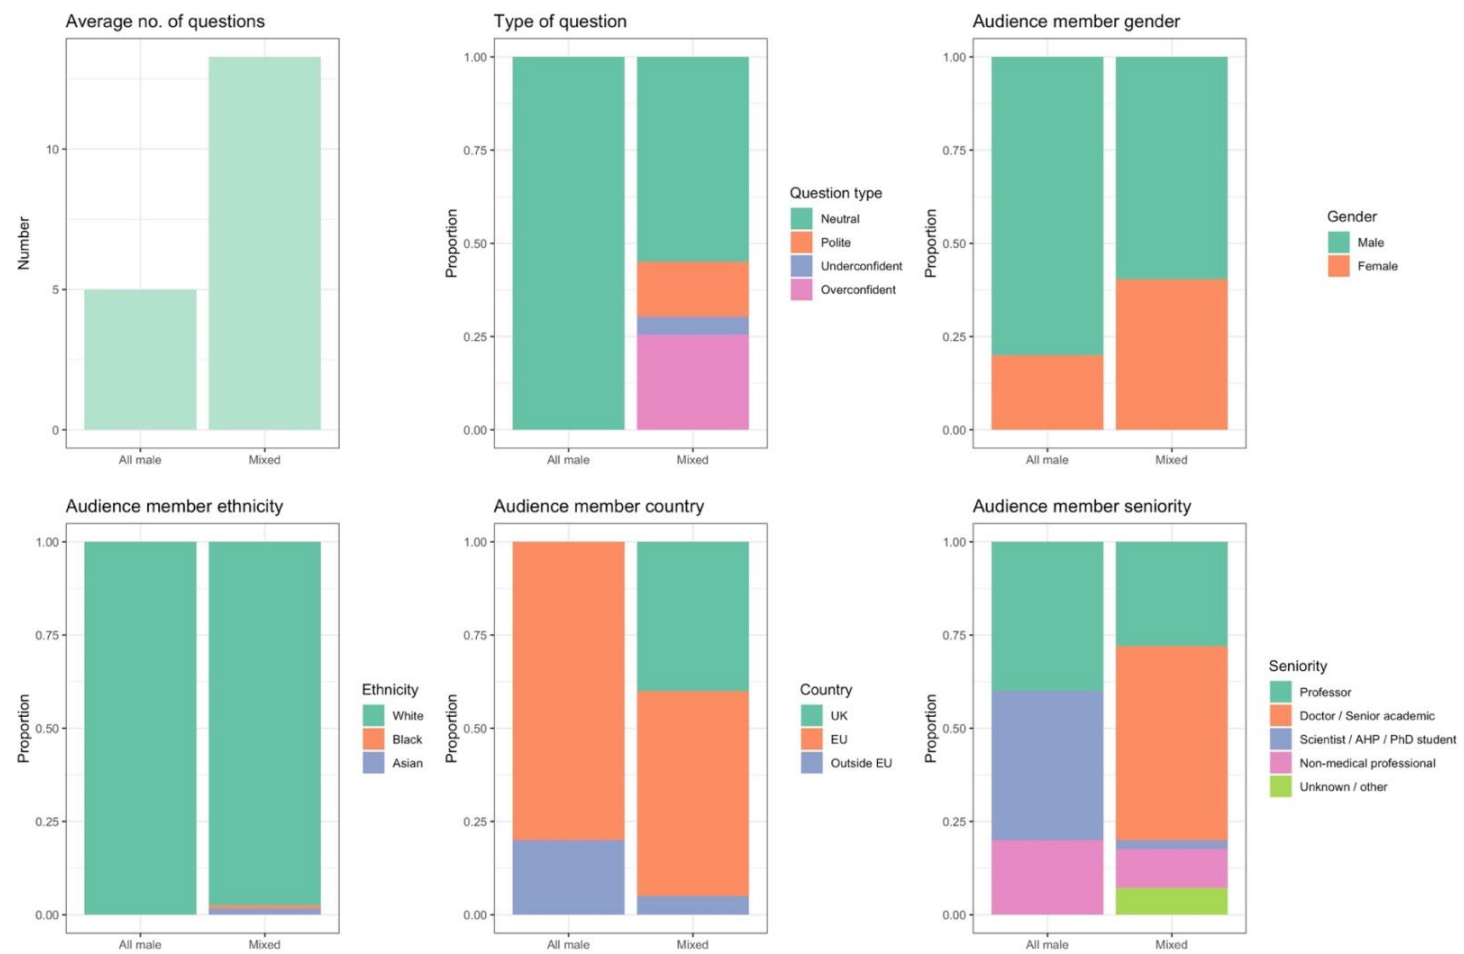 Average no. of questions
Number
10
5
0
All male
Mixed
Type of question
Proportion
1.00
0.75
0.50
0.25
0.00
All male
Mixed
Question type
Neutral
Polite
Underconfident
Overconfident
Audience member gender
Proportion
1.00
0.75
0.50
0.25
0.00
All male
Mixed
Gender
Male
Female
Audience member ethnicity
Proportion
1.00
0.75
0.50
0.25
0.00
All male
Mixed
Ethnicity
White
Black
Asian
Audience member country
Proportion
1.00
0.75
0.50
0.25
0.00
All male
Mixed
Country
UK
EU
Outside EU
Audience member seniority
Proportion
1.00
0.75
0.50
0.25
0.00
All male
Mixed
Seniority
Professor
Doctor / Senior academic
Scientist / AHP / PhD student
Non-medical professional
Unknown / other